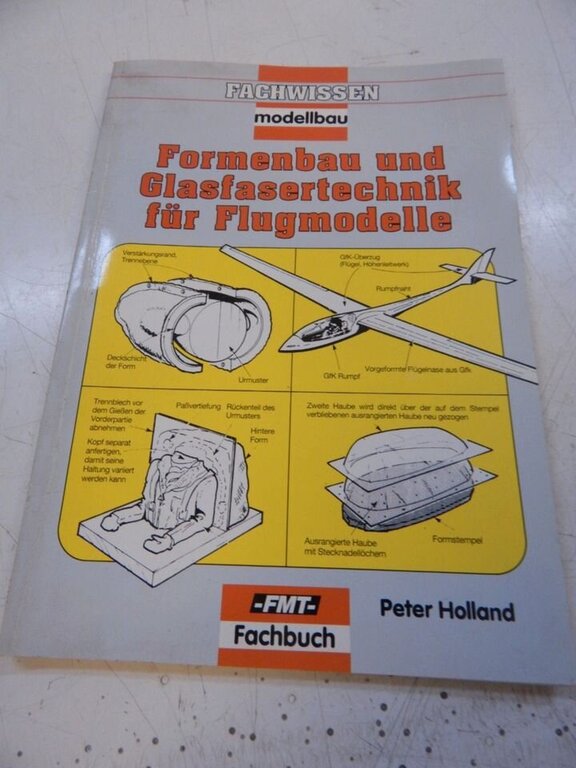 FACHWISSEN
modellbau
Formenbau und
Glasfasertechnik
für Flugmodelle
Verstärkungsrand,
Trennebene
Deckschicht
der Form
Urmuster
GfK-Überzug
(Flügel, Höhenleitwerk)
Rumpfnaht
GfK Rumpf
Vorgeformte Flügelnase aus Gfk
Trennblech vor
dem Gießen der
Vorderpartie
abnehmen
Kopf separat
anfertigen,
damit seine
Haltung variiert
werden kann
Paßvertiefung
Rückenteil des
Urmusters
Hintere
Form
Zweite Haube wird direkt über der auf dem Stempel
verbliebenen ausrangierten Haube neu gezogen
Ausrangierte Haube
mit Stecknadellöchern
Formstempel
-FMT-
Fachbuch
Peter Holland